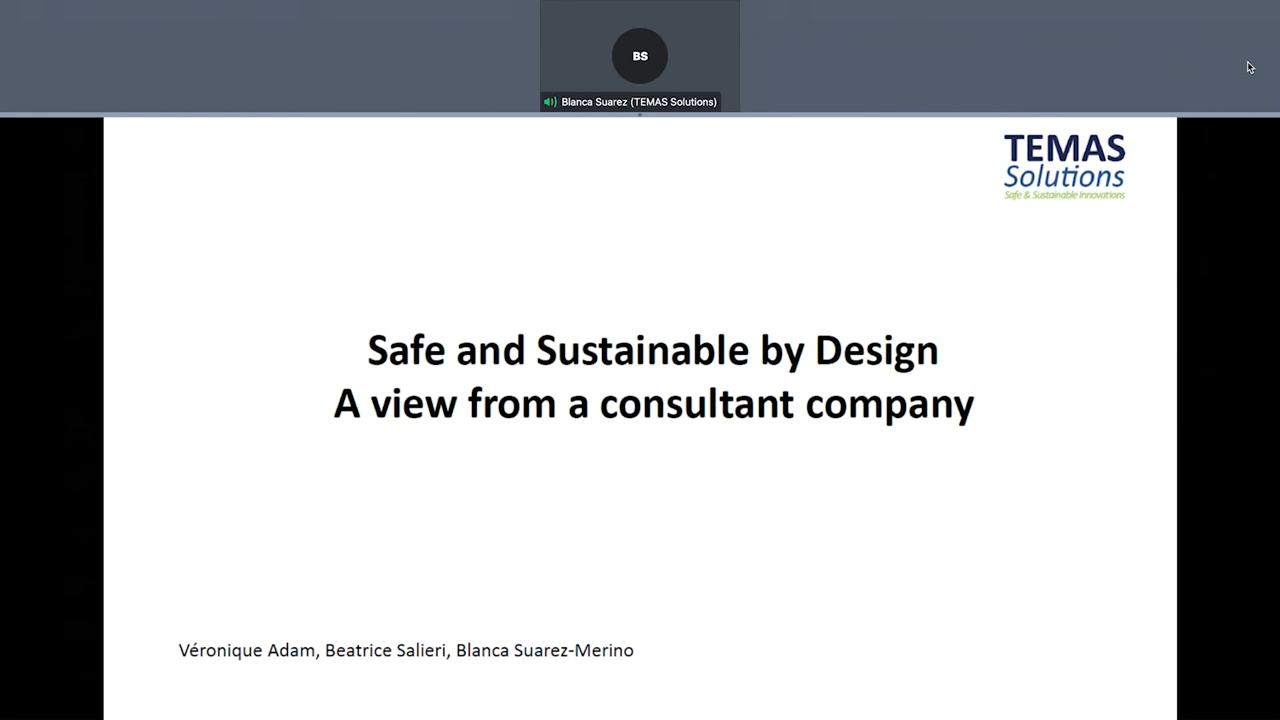 BS
Blanca Suarez (TEMAS Solutions)
TEMAS
Solutions
Safe & Sustainable Innovations
Safe and Sustainable by Design
A view from a consultant company
Véronique Adam, Beatrice Salieri, Blanca Suarez-Merino